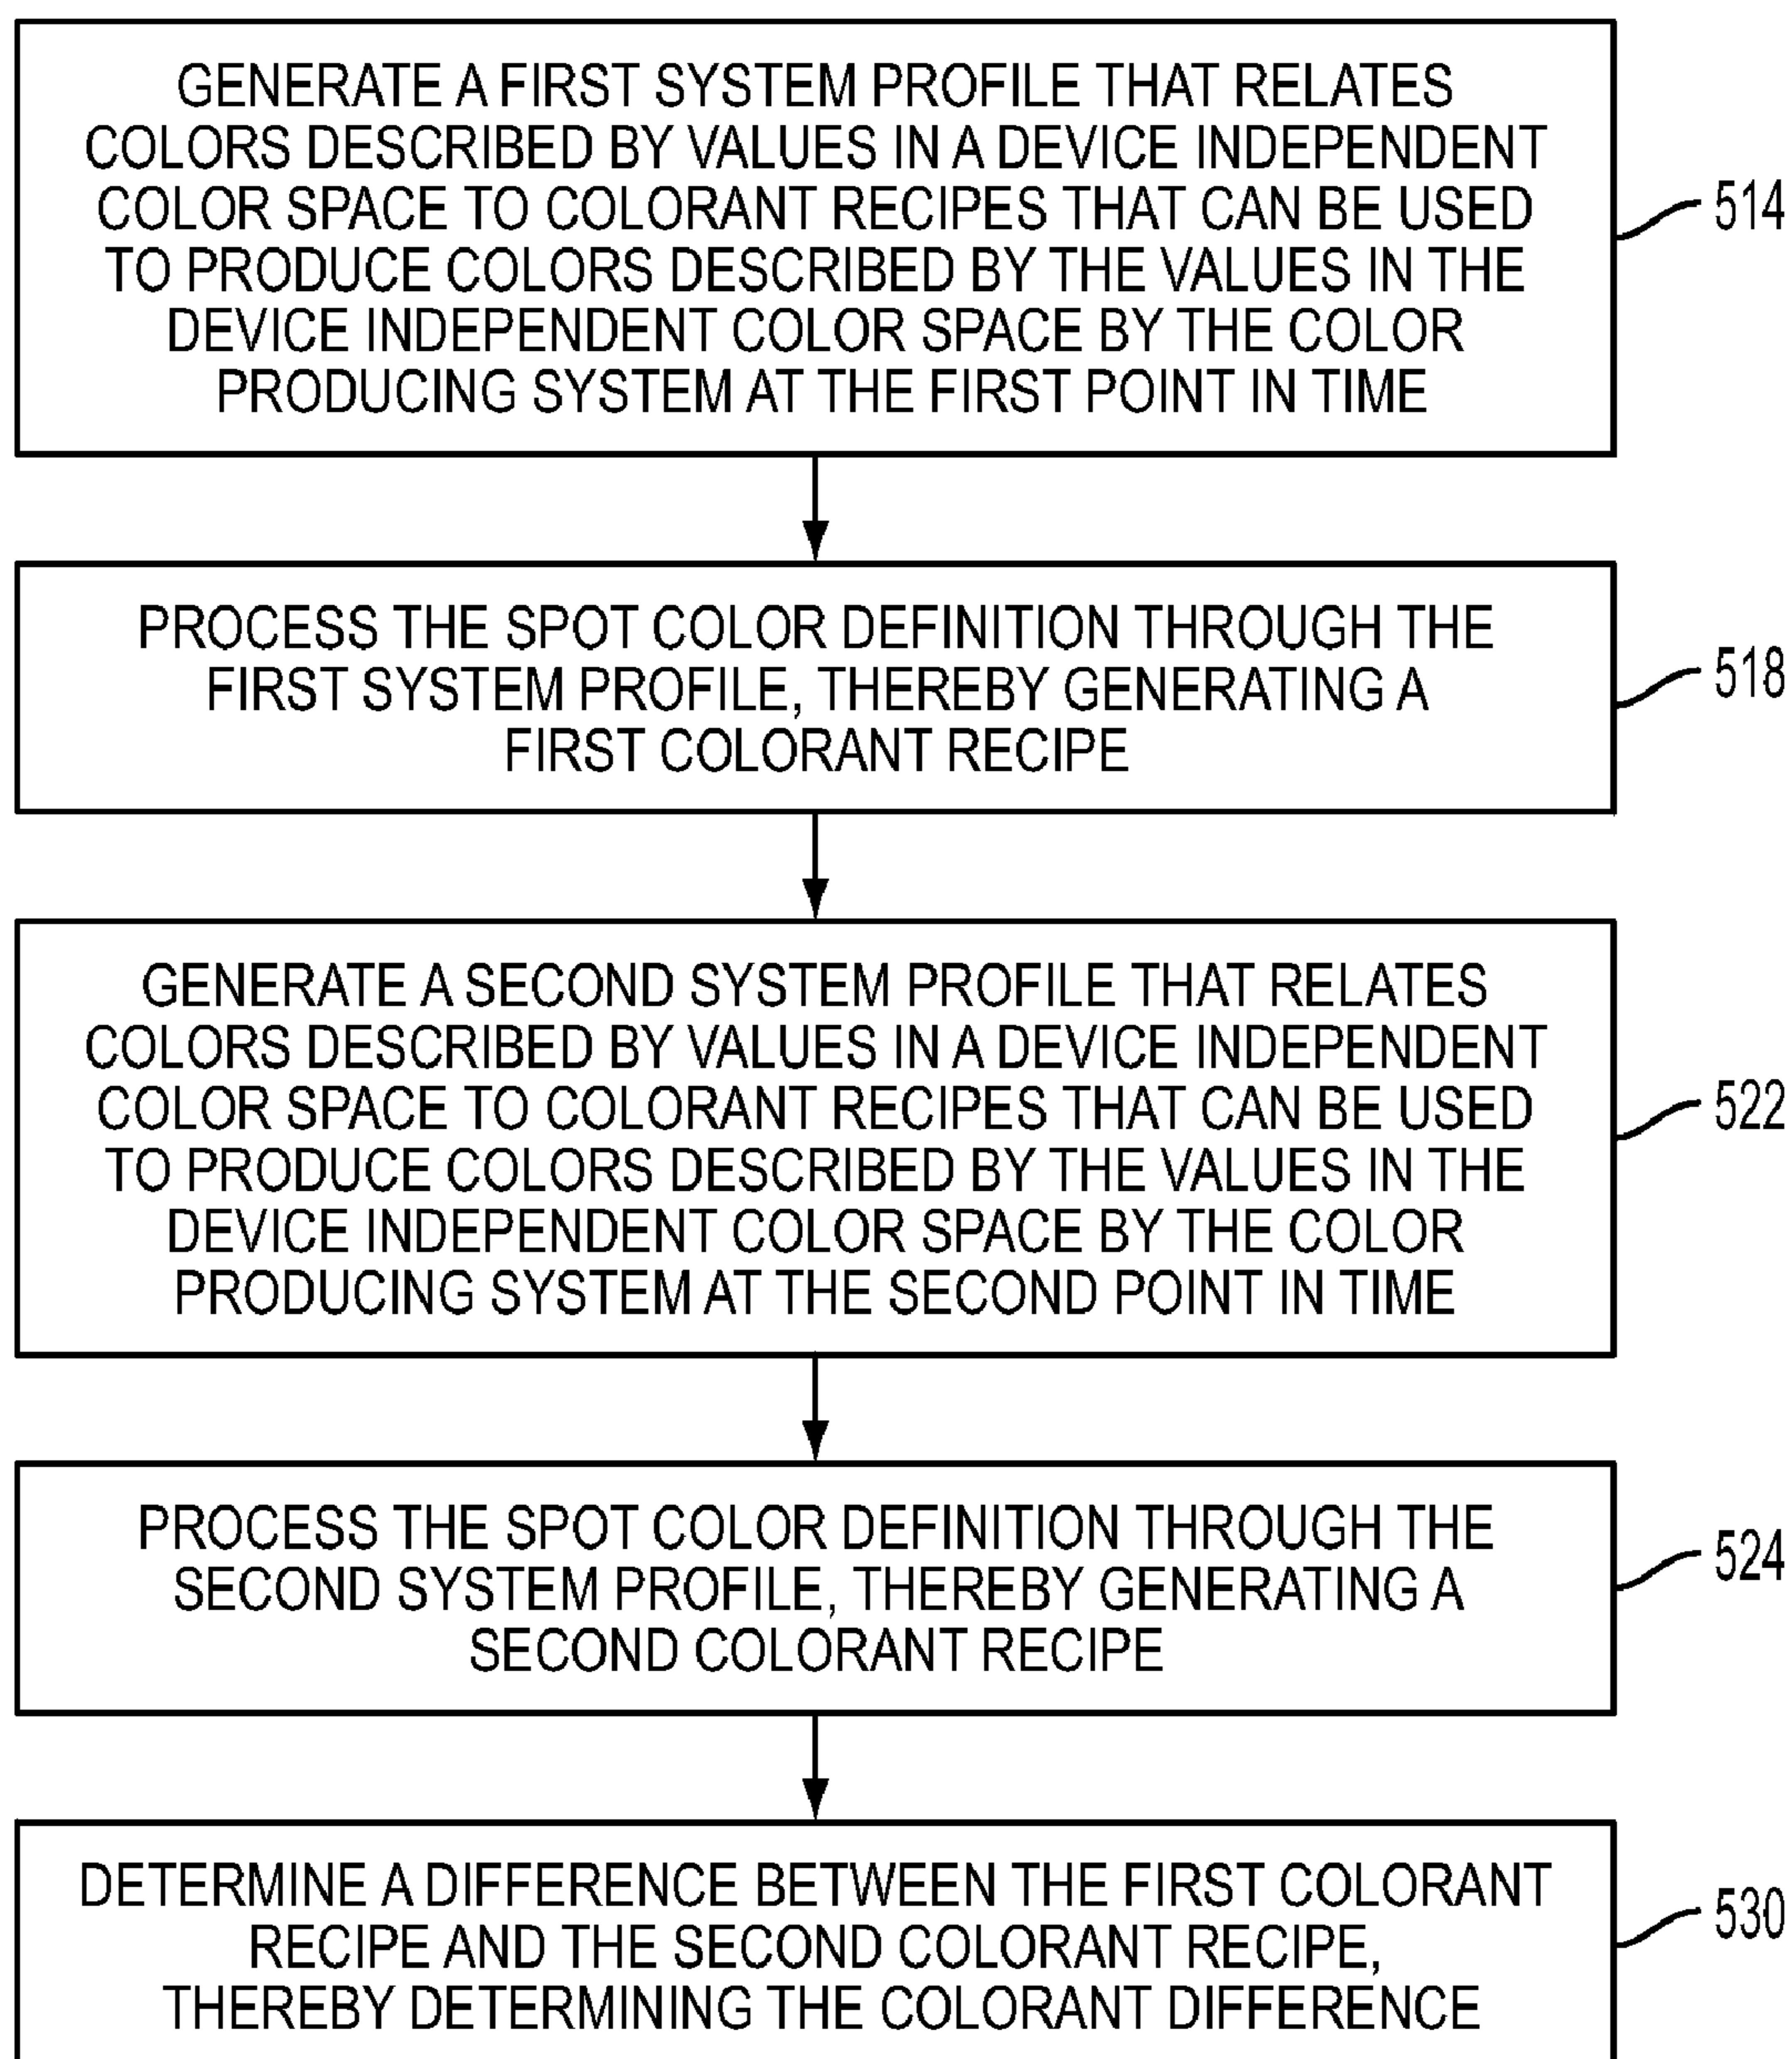 GENERATE A FIRST SYSTEM PROFILE THAT RELATES
COLORS DESCRIBED BY VALUES IN A DEVICE INDEPENDENT
COLOR SPACE TO COLORANT RECIPES THAT CAN BE USED
TO PRODUCE COLORS DESCRIBED BY THE VALUES IN THE
DEVICE INDEPENDENT COLOR SPACE BY THE COLOR
PRODUCING SYSTEM AT THE FIRST POINT IN TIME
514
PROCESS THE SPOT COLOR DEFINITION THROUGH THE
FIRST SYSTEM PROFILE, THEREBY GENERATING A
FIRST COLORANT RECIPE
518
GENERATE A SECOND SYSTEM PROFILE THAT RELATES
COLORS DESCRIBED BY VALUES IN A DEVICE INDEPENDENT
COLOR SPACE TO COLORANT RECIPES THAT CAN BE USED
TO PRODUCE COLORS DESCRIBED BY THE VALUES IN THE
DEVICE INDEPENDENT COLOR SPACE BY THE COLOR
PRODUCING SYSTEM AT THE SECOND POINT IN TIME
522
PROCESS THE SPOT COLOR DEFINITION THROUGH THE
SECOND SYSTEM PROFILE, THEREBY GENERATING A
SECOND COLORANT RECIPE
524
DETERMINE A DIFFERENCE BETWEEN THE FIRST COLORANT
RECIPE AND THE SECOND COLORANT RECIPE,
THEREBY DETERMINING THE COLORANT DIFFERENCE
530